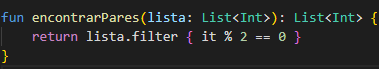 fun encontrarPares(lista: List<Int>): List<Int> {
    return lista.filter { it % 2 == 0 }
}